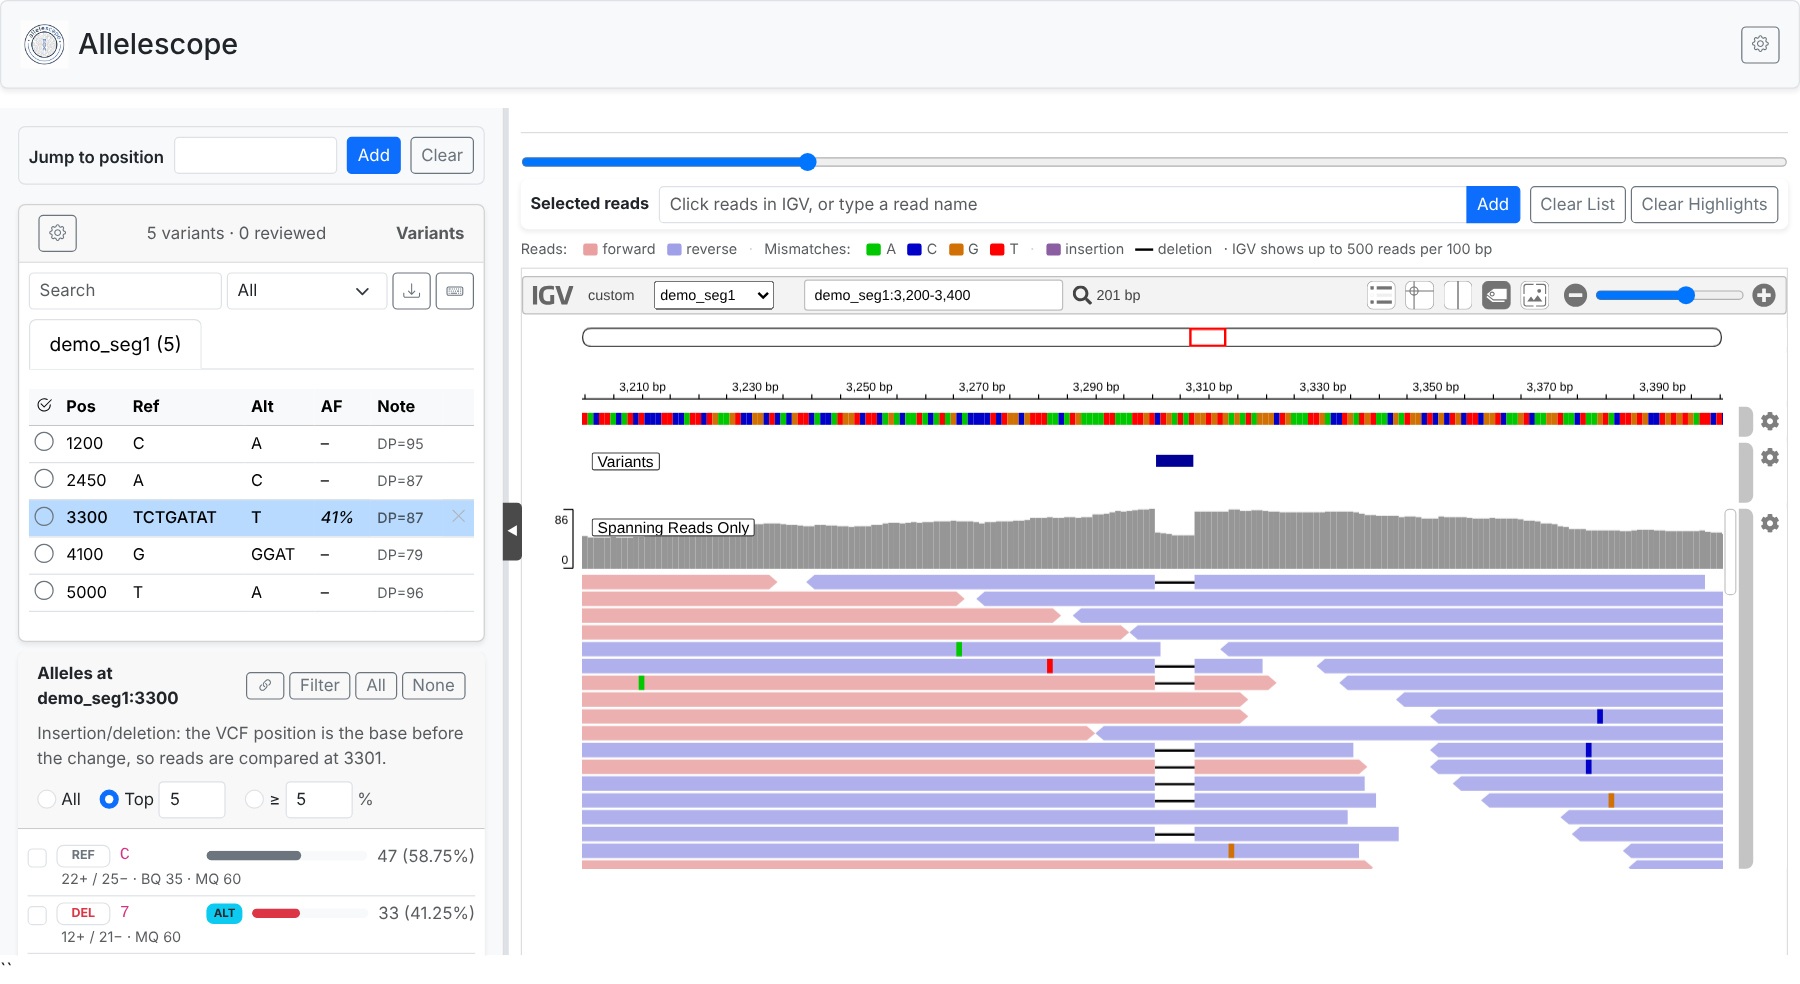 Allelescope
Jump to position
Add
Clear
5 variants · 0 reviewed
Variants
Search
All
demo_seg1 (5)
Pos Ref Alt AF Note
1200 C A – DP=95
2450 A C – DP=87
3300 TCTGATAT T 41% DP=87
4100 G GGAT – DP=79
5000 T A – DP=96
Alleles at
demo_seg1:3300
Filter
All
None
Insertion/deletion: the VCF position is the base before
the change, so reads are compared at 3301.
All Top 5 ≥ 5 %
REF C 47 (58.75%)
22+ / 25− · BQ 35 · MQ 60
DEL 7 ALT 33 (41.25%)
12+ / 21− · MQ 60
``
Selected reads
Click reads in IGV, or type a read name
Add
Clear List
Clear Highlights
Reads: forward reverse · Mismatches: A C G T · insertion deletion · IGV shows up to 500 reads per 100 bp
IGV custom demo_seg1 demo_seg1:3,200-3,400 201 bp
3,210 bp 3,230 bp 3,250 bp 3,270 bp 3,290 bp 3,310 bp 3,330 bp 3,350 bp 3,370 bp 3,390 bp
Variants
86
Spanning Reads Only
0